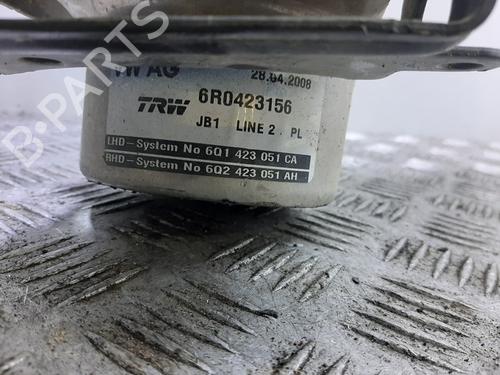 VW AG 28.04.2008
TRW 6R0423156
JB1 LINE 2 PL
LHD-System No 6Q1 423 051 CA
RHD-System No 6Q2 423 051 AH